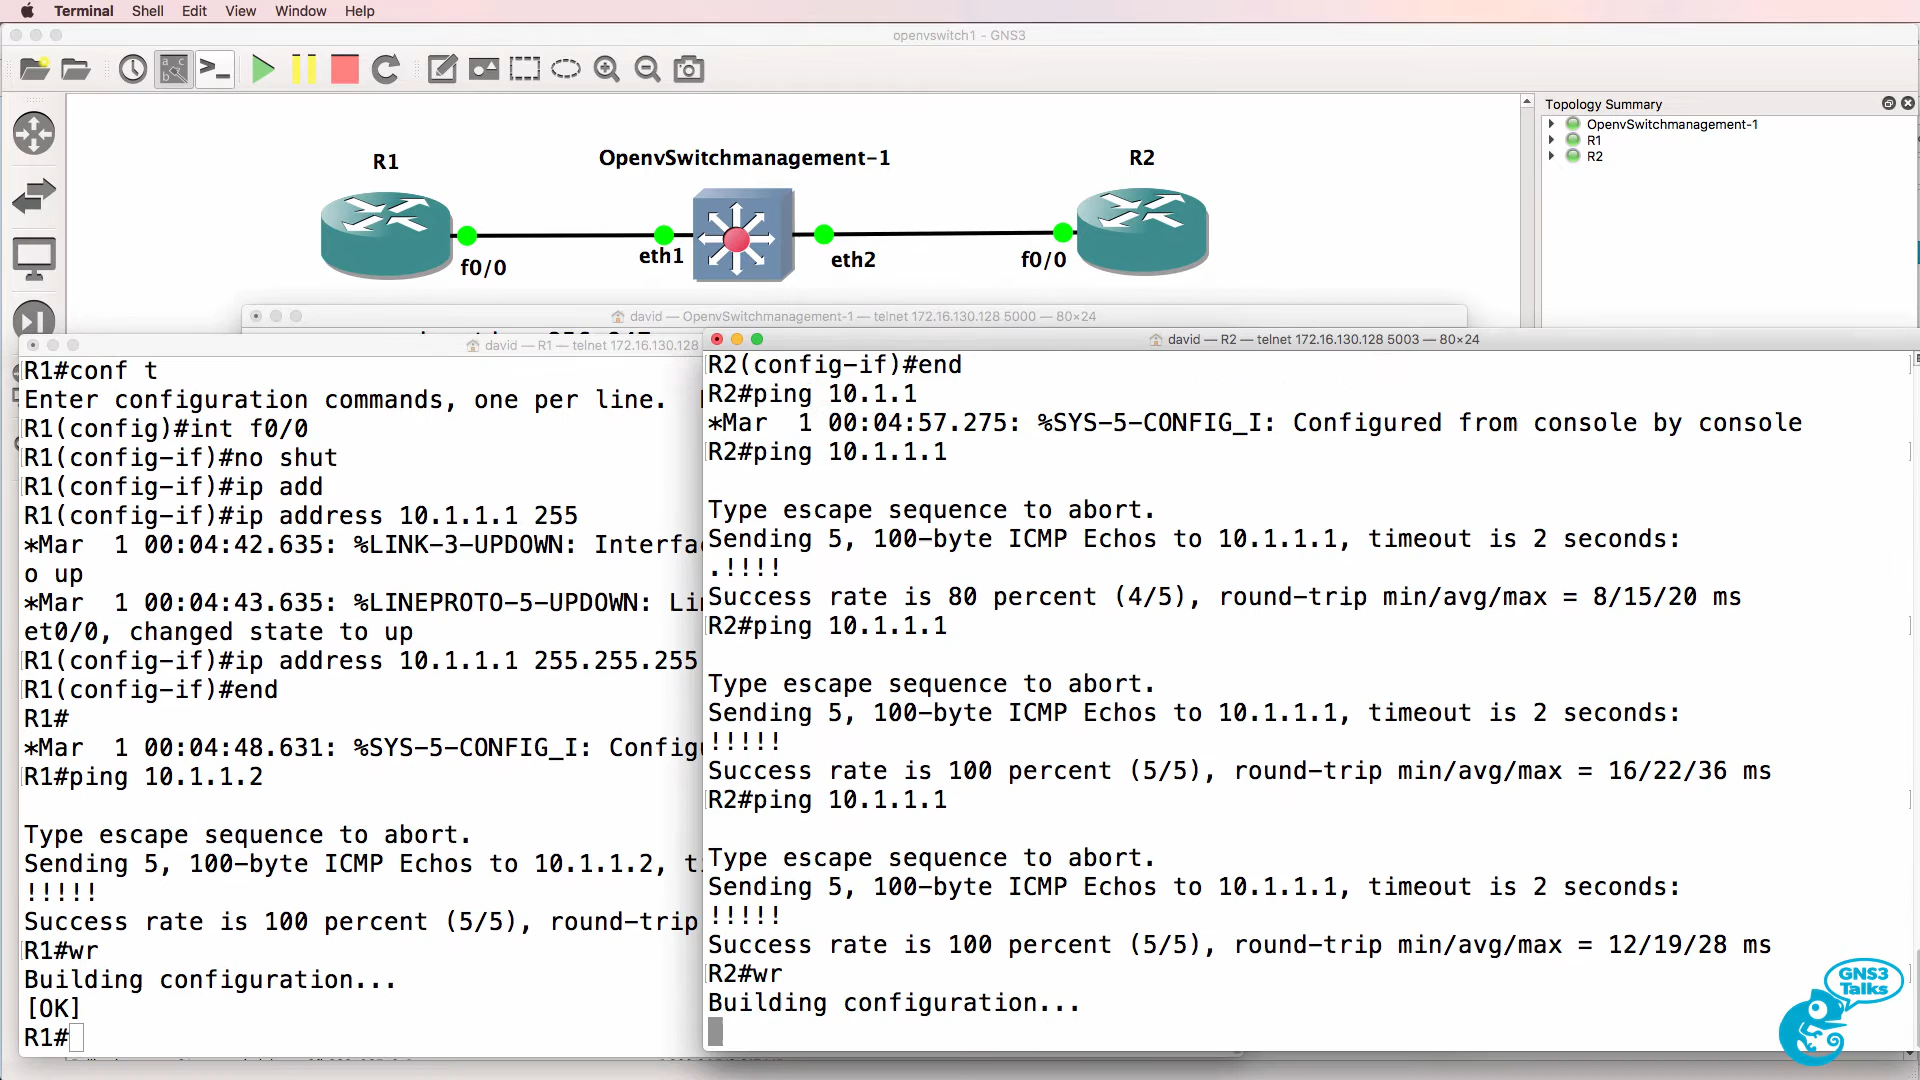 Terminal Shell Edit View Window Help
openvswitch1 - GNS3
Topology Summary
OpenvSwitchmanagement-1
R1
R2
R1
OpenvSwitchmanagement-1
R2
f0/0
eth1
eth2
f0/0
david — OpenvSwitchmanagement-1 — telnet 172.16.130.128 5000 — 80×24
david — R1 — telnet 172.16.130.128
R1#conf t
Enter configuration commands, one per line.
R1(config)#int f0/0
R1(config-if)#no shut
R1(config-if)#ip add
R1(config-if)#ip address 10.1.1.1 255
*Mar  1 00:04:42.635: %LINK-3-UPDOWN: Interfa
o up
*Mar  1 00:04:43.635: %LINEPROTO-5-UPDOWN: Li
et0/0, changed state to up
R1(config-if)#ip address 10.1.1.1 255.255.255
R1(config-if)#end
R1#
*Mar  1 00:04:48.631: %SYS-5-CONFIG_I: Config
R1#ping 10.1.1.2
Type escape sequence to abort.
Sending 5, 100-byte ICMP Echos to 10.1.1.2, t
!!!!!
Success rate is 100 percent (5/5), round-trip
R1#wr
Building configuration...
[OK]
R1#
david — R2 — telnet 172.16.130.128 5003 — 80×24
R2(config-if)#end
R2#ping 10.1.1
*Mar  1 00:04:57.275: %SYS-5-CONFIG_I: Configured from console by console
R2#ping 10.1.1.1
Type escape sequence to abort.
Sending 5, 100-byte ICMP Echos to 10.1.1.1, timeout is 2 seconds:
.!!!!
Success rate is 80 percent (4/5), round-trip min/avg/max = 8/15/20 ms
R2#ping 10.1.1.1
Type escape sequence to abort.
Sending 5, 100-byte ICMP Echos to 10.1.1.1, timeout is 2 seconds:
!!!!!
Success rate is 100 percent (5/5), round-trip min/avg/max = 16/22/36 ms
R2#ping 10.1.1.1
Type escape sequence to abort.
Sending 5, 100-byte ICMP Echos to 10.1.1.1, timeout is 2 seconds:
!!!!!
Success rate is 100 percent (5/5), round-trip min/avg/max = 12/19/28 ms
R2#wr
Building configuration...
GNS3
Talks